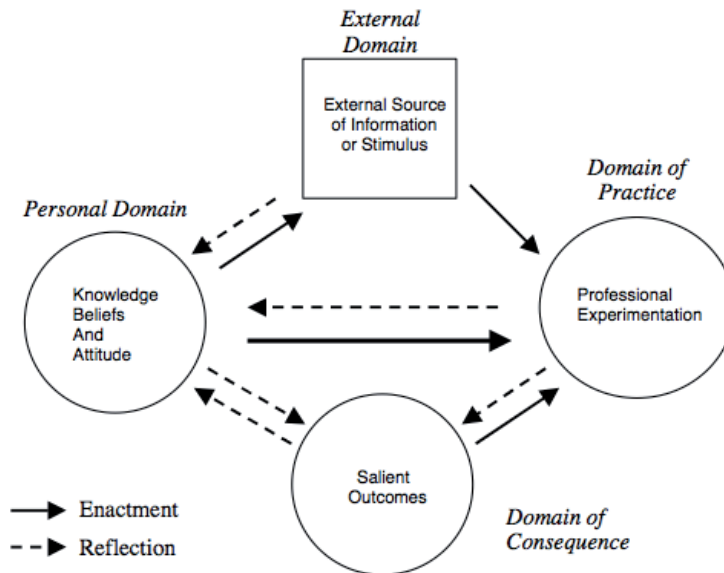 External
Domain
External Source
of Information
or Stimulus
Domain of
Practice
Personal Domain
Knowledge
Beliefs
And
Attitude
Professional
Experimentation
Salient
Outcomes
Domain of
Consequence
Enactment
Reflection